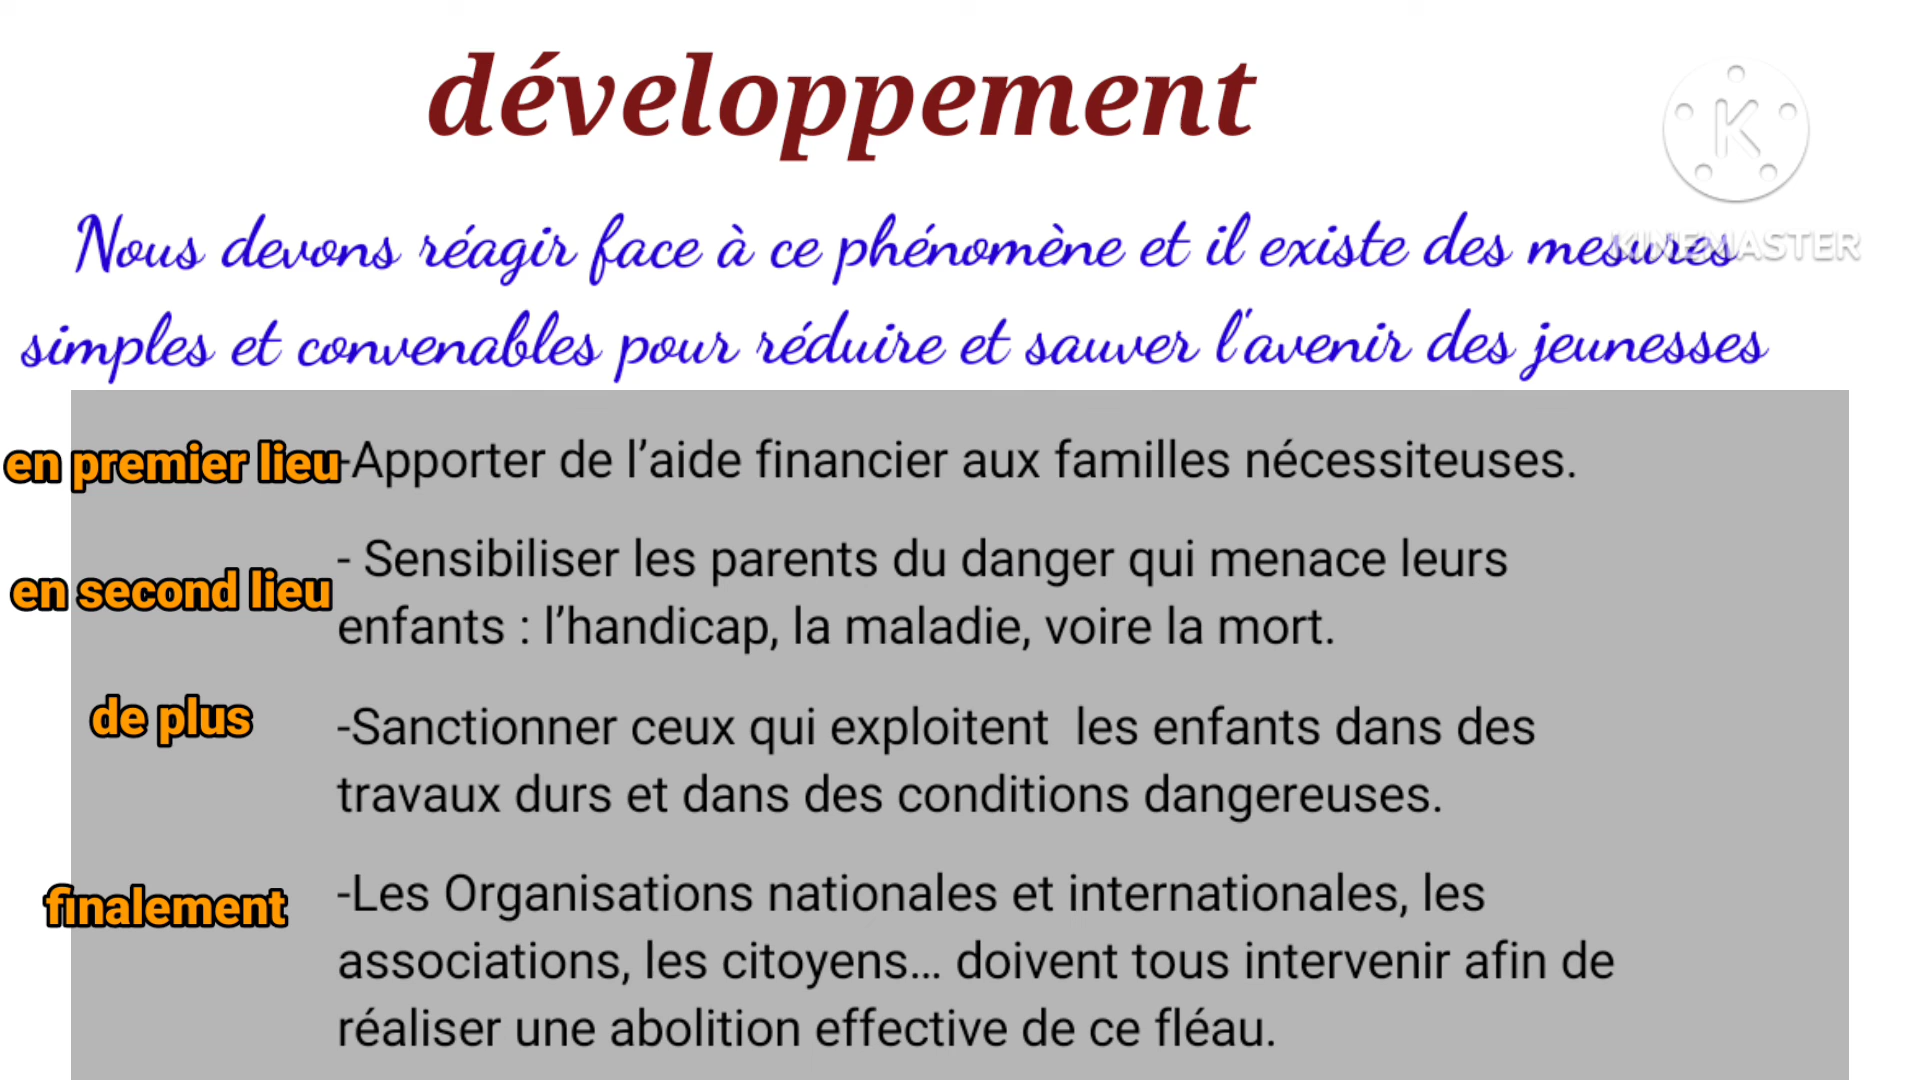 développement
K
KINEMASTER
Nous devons réagir face à ce phénomène et il existe des mesures
simples et convenables pour réduire et sauver l'avenir des jeunesses
en premier lieu -Apporter de l’aide financier aux familles nécessiteuses.
en second lieu - Sensibiliser les parents du danger qui menace leurs
enfants : l’handicap, la maladie, voire la mort.
de plus -Sanctionner ceux qui exploitent les enfants dans des
travaux durs et dans des conditions dangereuses.
finalement -Les Organisations nationales et internationales, les
associations, les citoyens... doivent tous intervenir afin de
réaliser une abolition effective de ce fléau.